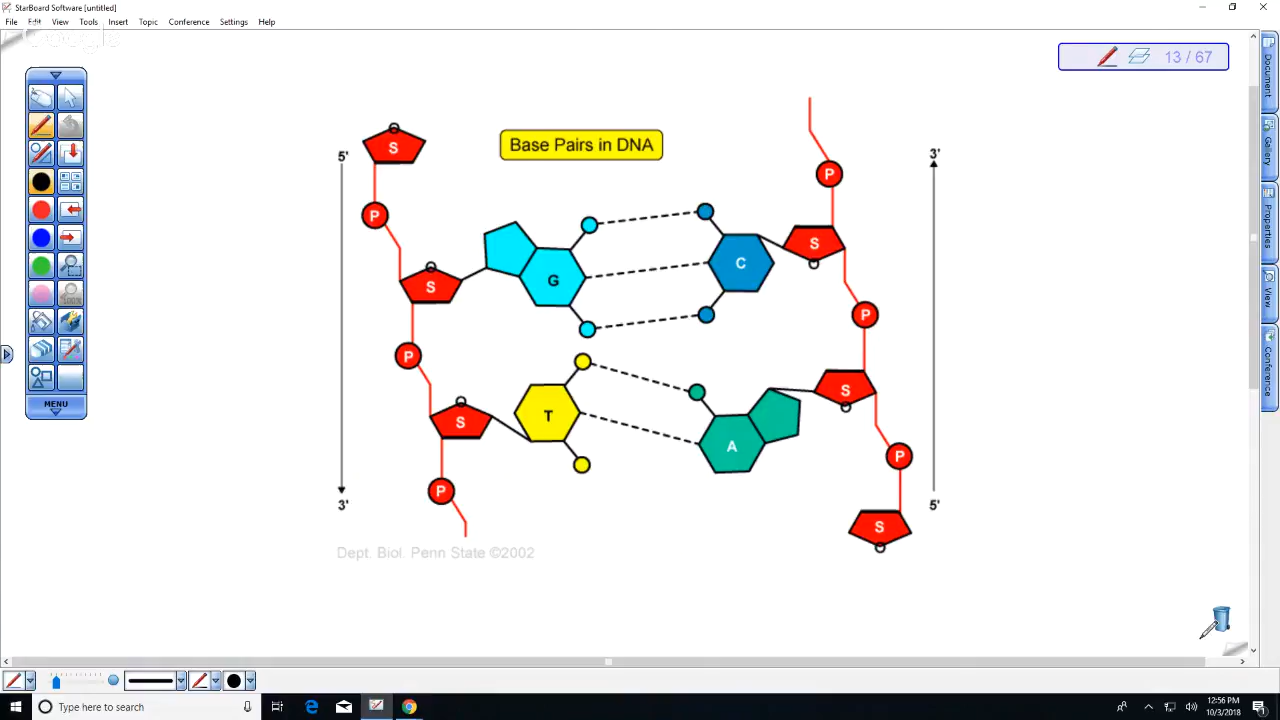 StarBoard Software [untitled]
File Edit View Tools Insert Topic Conference Settings Help
13 / 67
Document
Gallery
Properties
View
Conference
MENU
Base Pairs in DNA
5'
3'
S
P
S
P
S
P
G
T
C
A
P
S
P
S
P
S
3'
5'
Dept. Biol. Penn State ©2002
Type here to search
12:56 PM
10/3/2018